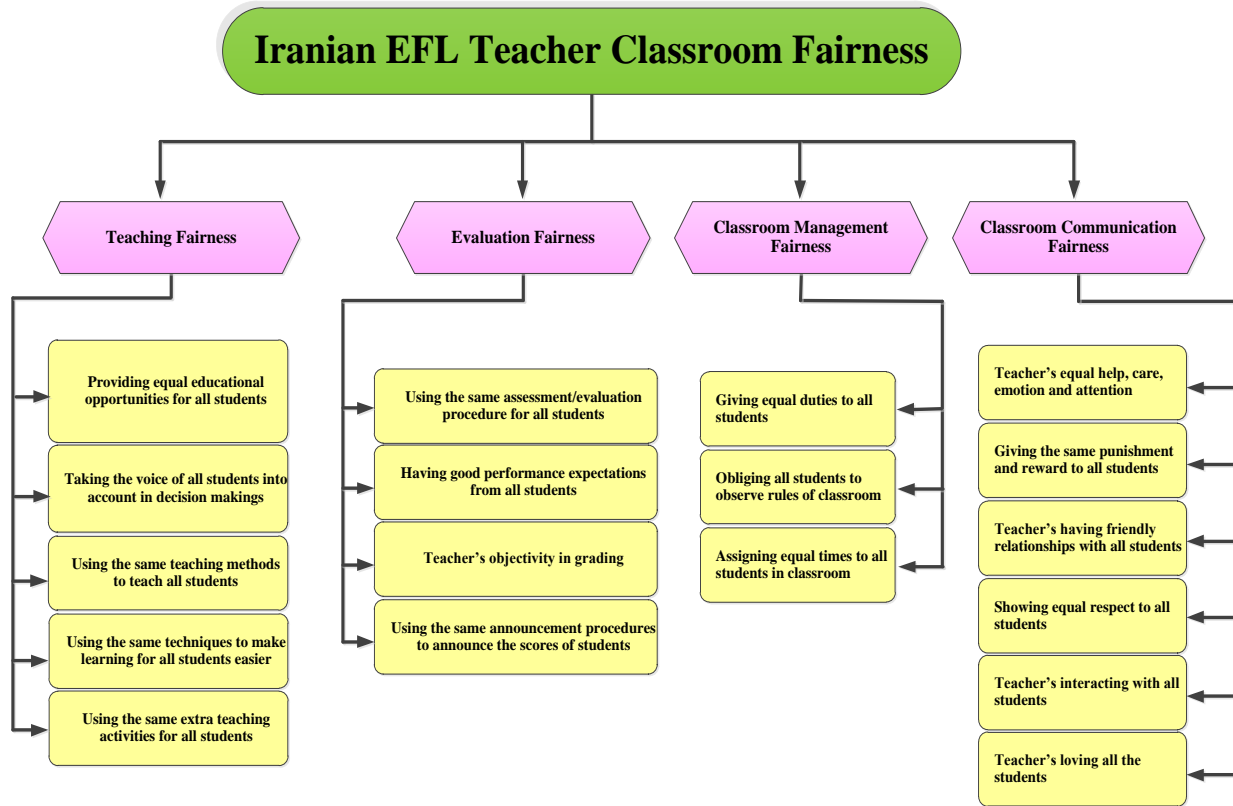 Iranian EFL Teacher Classroom Fairness
Teaching Fairness
Evaluation Fairness
Classroom Management
Fairness
Classroom Communication
Fairness
Providing equal educational
opportunities for all students
Taking the voice of all students into
account in decision makings
Using the same teaching methods
to teach all students
Using the same techniques to make
learning for all students easier
Using the same extra teaching
activities for all students
Using the same assessment/evaluation
procedure for all students
Having good performance expectations
from all students
Teacher’s objectivity in grading
Using the same announcement procedures
to announce the scores of students
Giving equal duties to all
students
Obliging all students to
observe rules of classroom
Assigning equal times to all
students in classroom
Teacher’s equal help, care,
emotion and attention
Giving the same punishment
and reward to all students
Teacher’s having friendly
relationships with all students
Showing equal respect to all
students
Teacher’s interacting with all
students
Teacher’s loving all the
students